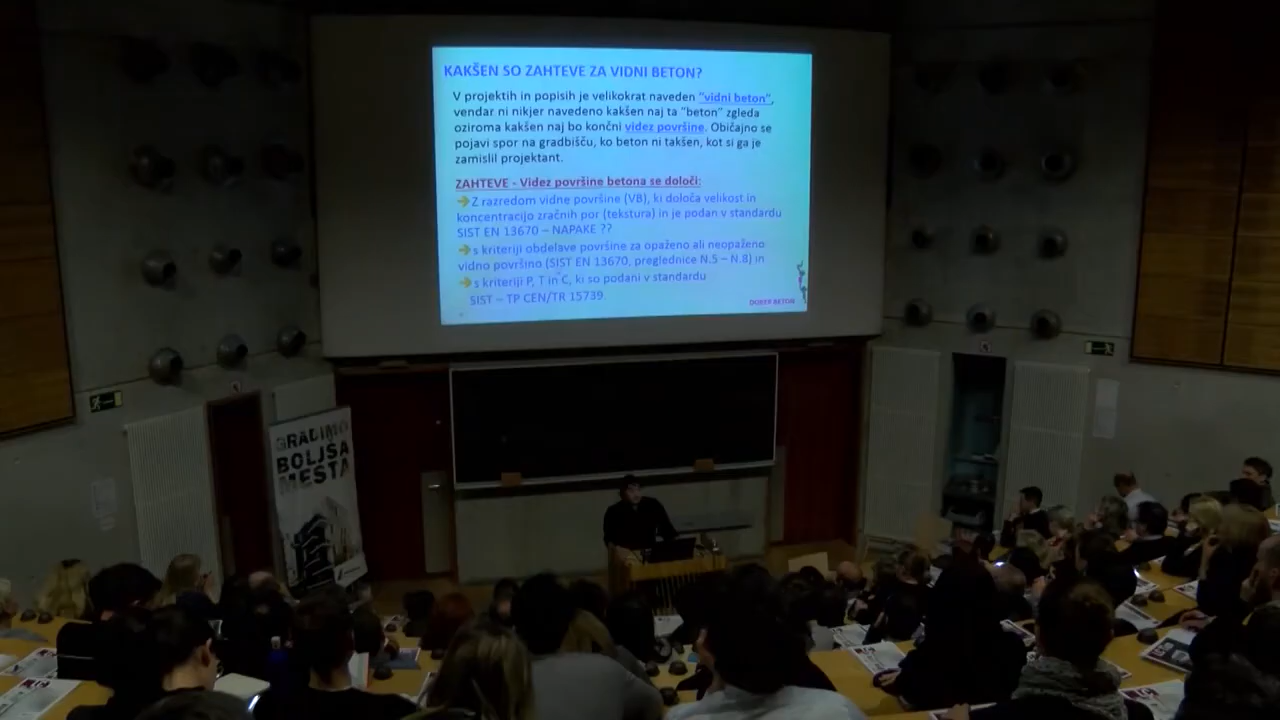 KAKŠEN SO ZAHTEVE ZA VIDNI BETON?
V projektih in popisih je velikokrat naveden "vidni beton",
vendar ni nikjer navedeno kakšen naj ta "beton" zgleda
oziroma kakšen naj bo končni videz površine. Običajno se
pojavi spor na gradbišču, ko beton ni takšen, kot si ga je
zamislil projektant.
ZAHTEVE - Videz površine betona se določi:
Z razredom vidne površine (VB), ki določa velikost in
koncentracijo zračnih por (tekstura) in je podan v standardu
SIST EN 13670 – NAPAKE ??
s kriteriji obdelave površine za opaženo ali neopaženo
vidno površino (SIST EN 13670, preglednice N.5 – N.8) in
s kriteriji P, T in C, ki so podani v standardu
SIST – TP CEN/TR 15739.
DOBER BETON
GRADIMO
BOLJŠA
MESTA